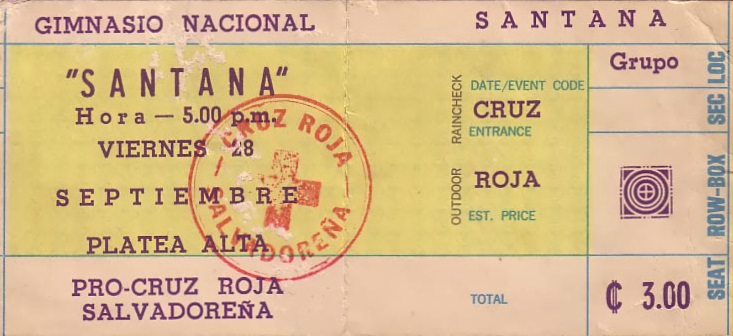 GIMNASIO NACIONAL
"SANTANA"
Hora — 5.00 p.m.
VIERNES 28
SEPTIEMBRE
PLATEA ALTA
PRO-CRUZ ROJA
SALVADOREÑA
CRUZ ROJA
SALVADOREÑA
SANTANA
RAINCHECK
OUTDOOR
DATE/EVENT CODE
CRUZ
ENTRANCE
ROJA
EST. PRICE
TOTAL
Grupo
₡ 3.00
SEAT ROW-BOX SEC LOC